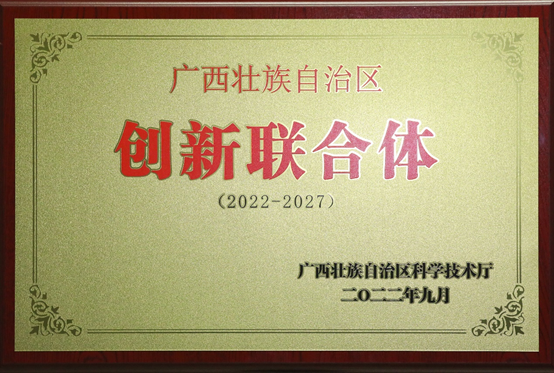 广西壮族自治区
创新联合体
（2022-2027）
广西壮族自治区科学技术厅
二〇二二年九月